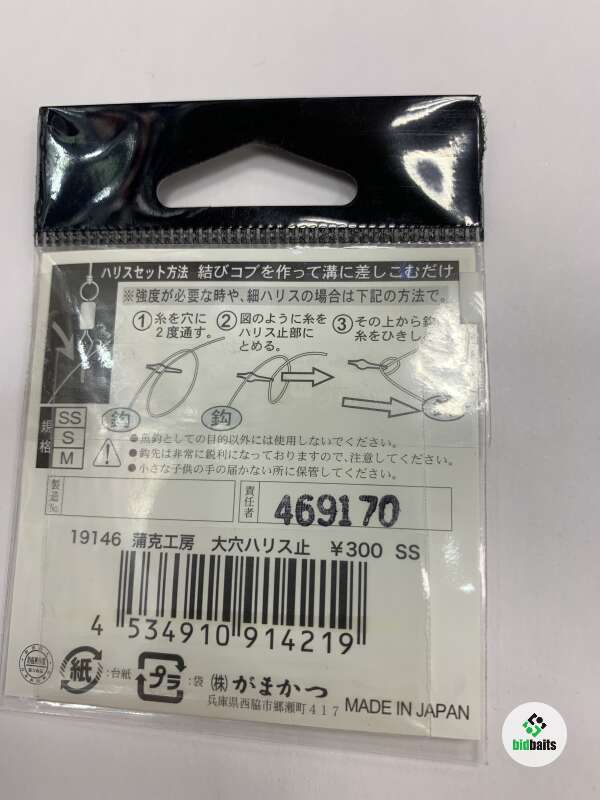 ハリスセット方法 結びコブを作って溝に差しこむだけ
※強度が必要な時や、細ハリスの場合は下記の方法で。
①糸を穴に
2度通す。
②図のように糸を
ハリス止部に
とめる。
③その上から
糸をひきし
鈎
鈎
規格
SS
S
M
●魚鈎としての目的以外には使用しないでください。
●鈎先は非常に鋭利になっておりますので、注意してください。
●小さな子供の手の届かない所に保管してください。
製造No.
責任者
469170
19146 蒲克工房 大穴ハリス止 ¥300 SS
4 534910 914219
紙 :台紙 プラ :袋 (株)がまかつ
兵庫県西脇市郷瀬町417
MADE IN JAPAN
bidbaits